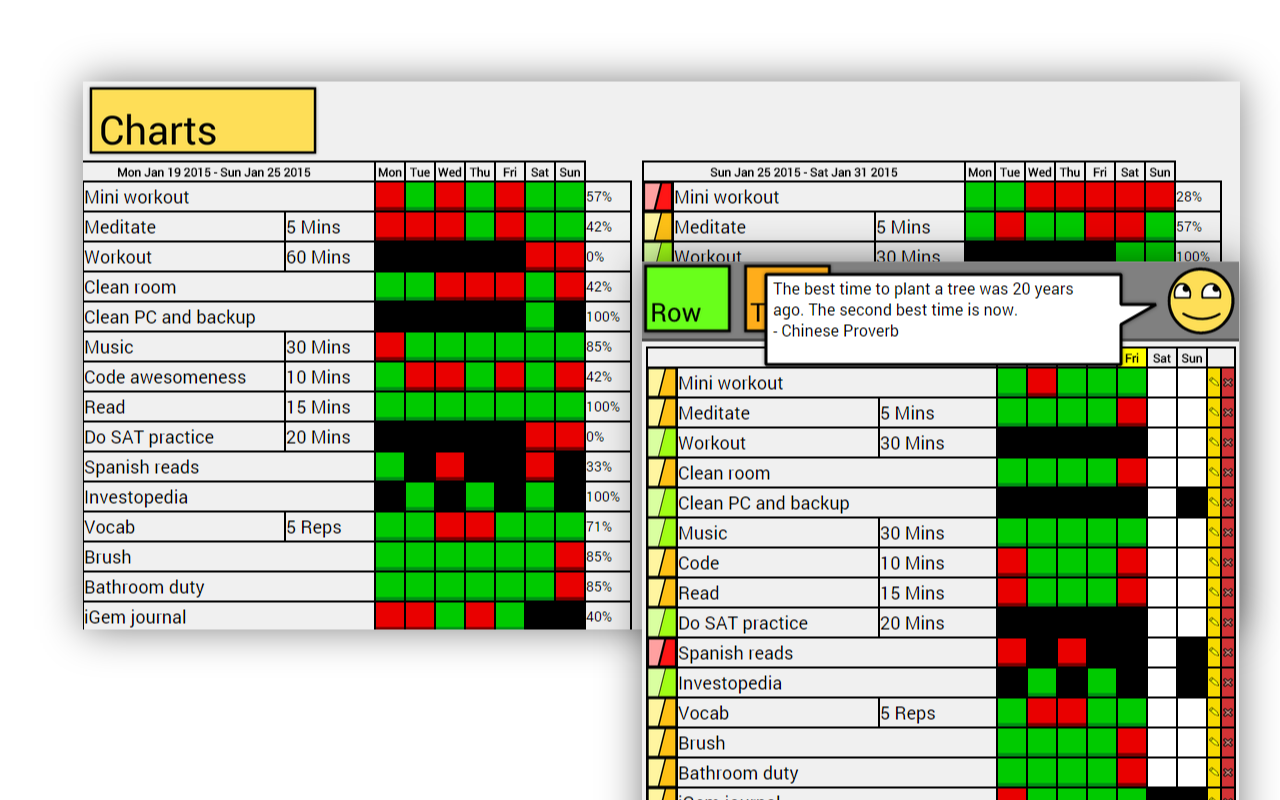 Charts
Mon Jan 19 2015 - Sun Jan 25 2015 Mon Tue Wed Thu Fri Sat Sun
Mini workout 57%
Meditate 5 Mins 42%
Workout 60 Mins 0%
Clean room 42%
Clean PC and backup 100%
Music 30 Mins 85%
Code awesomeness 10 Mins 42%
Read 15 Mins 100%
Do SAT practice 20 Mins 0%
Spanish reads 33%
Investopedia 100%
Vocab 5 Reps 71%
Brush 85%
Bathroom duty 85%
iGem journal 40%
Sun Jan 25 2015 - Sat Jan 31 2015 Mon Tue Wed Thu Fri Sat Sun
Mini workout 28%
Meditate 5 Mins 57%
Workout 30 Mins 100%
Row
The best time to plant a tree was 20 years
ago. The second best time is now.
- Chinese Proverb
Fri Sat Sun
Mini workout
Meditate 5 Mins
Workout 30 Mins
Clean room
Clean PC and backup
Music 30 Mins
Code 10 Mins
Read 15 Mins
Do SAT practice 20 Mins
Spanish reads
Investopedia
Vocab 5 Reps
Brush
Bathroom duty